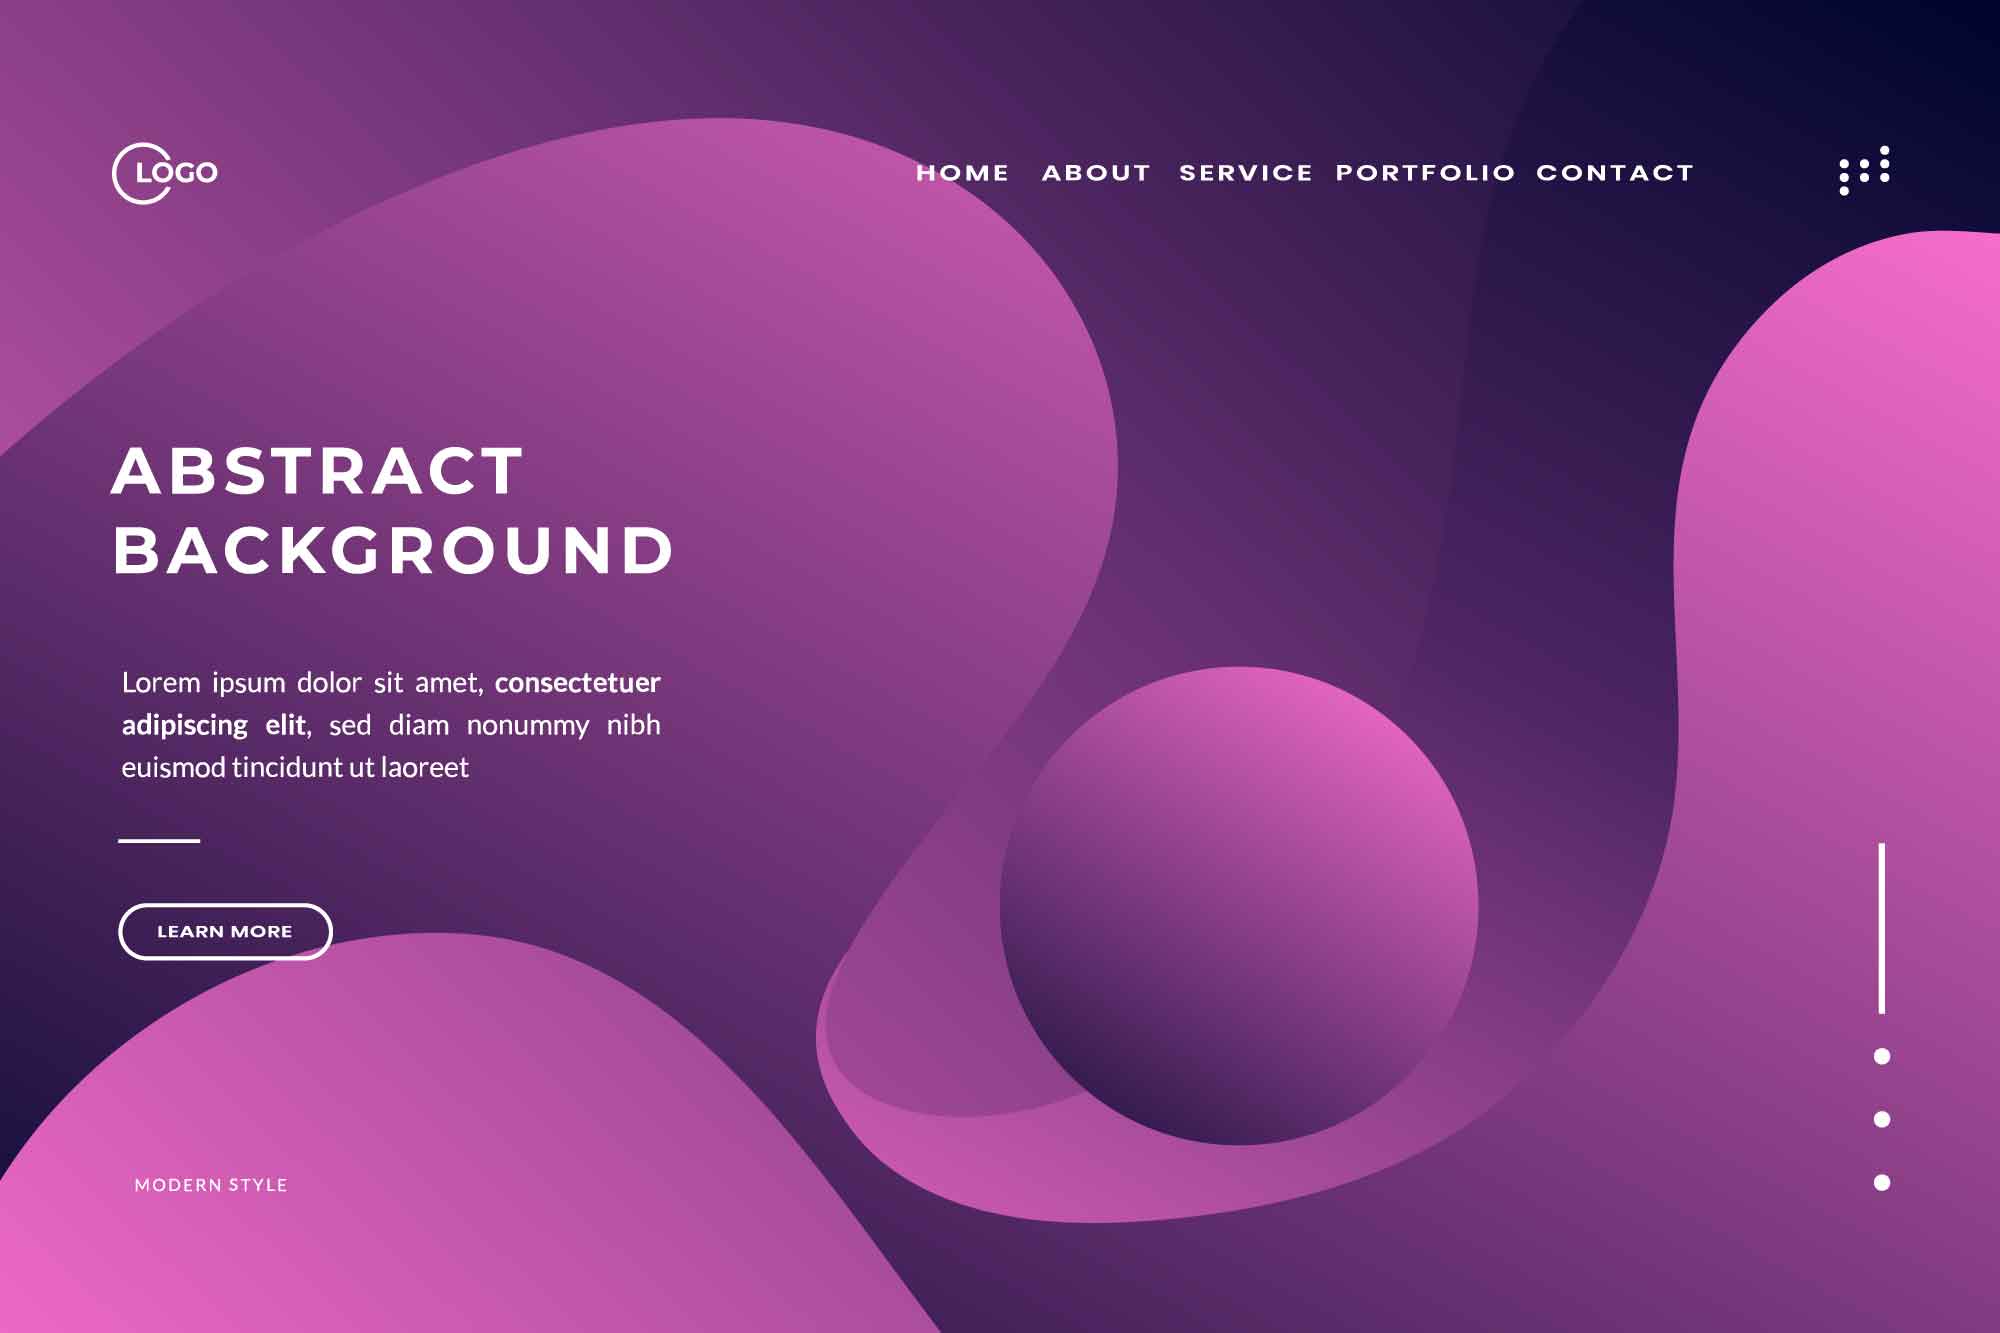 LOGO
HOME ABOUT SERVICE PORTFOLIO CONTACT
ABSTRACT
BACKGROUND
Lorem ipsum dolor sit amet, consectetuer
adipiscing elit, sed diam nonummy nibh
euismod tincidunt ut laoreet
LEARN MORE
MODERN STYLE